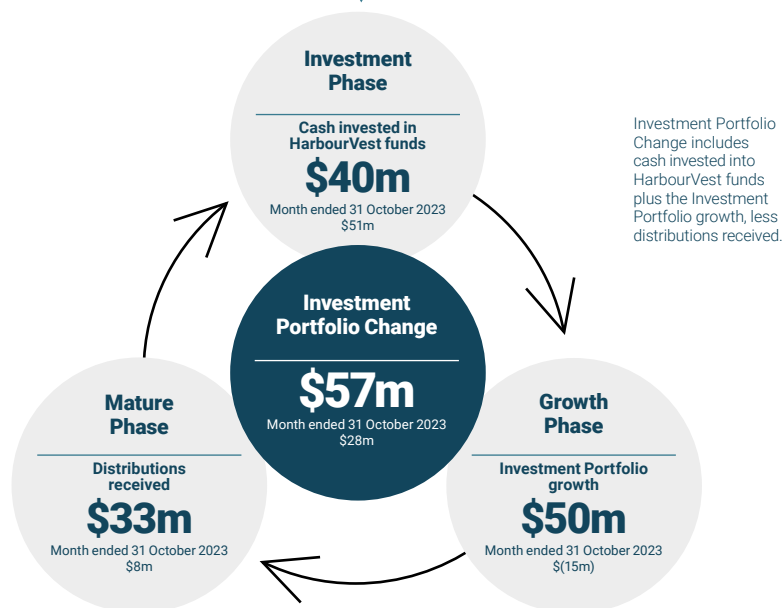 Investment
Phase
Cash invested in
HarbourVest funds
$40m
Month ended 31 October 2023
$51m
Investment Portfolio
Change includes
cash invested into
HarbourVest funds
plus the Investment
Portfolio growth, less
distributions received.
Investment
Portfolio Change
$57m
Month ended 31 October 2023
$28m
Mature
Phase
Distributions
received
$33m
Month ended 31 October 2023
$8m
Growth
Phase
Investment Portfolio
growth
$50m
Month ended 31 October 2023
$(15m)